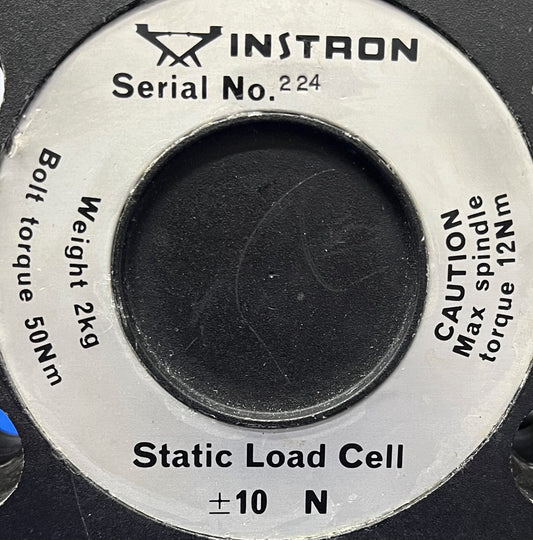 INSTRON
Serial No. 224
Bolt torque 50Nm
Weight 2kg
CAUTION
Max spindle
torque 12Nm
Static Load Cell
±10 N